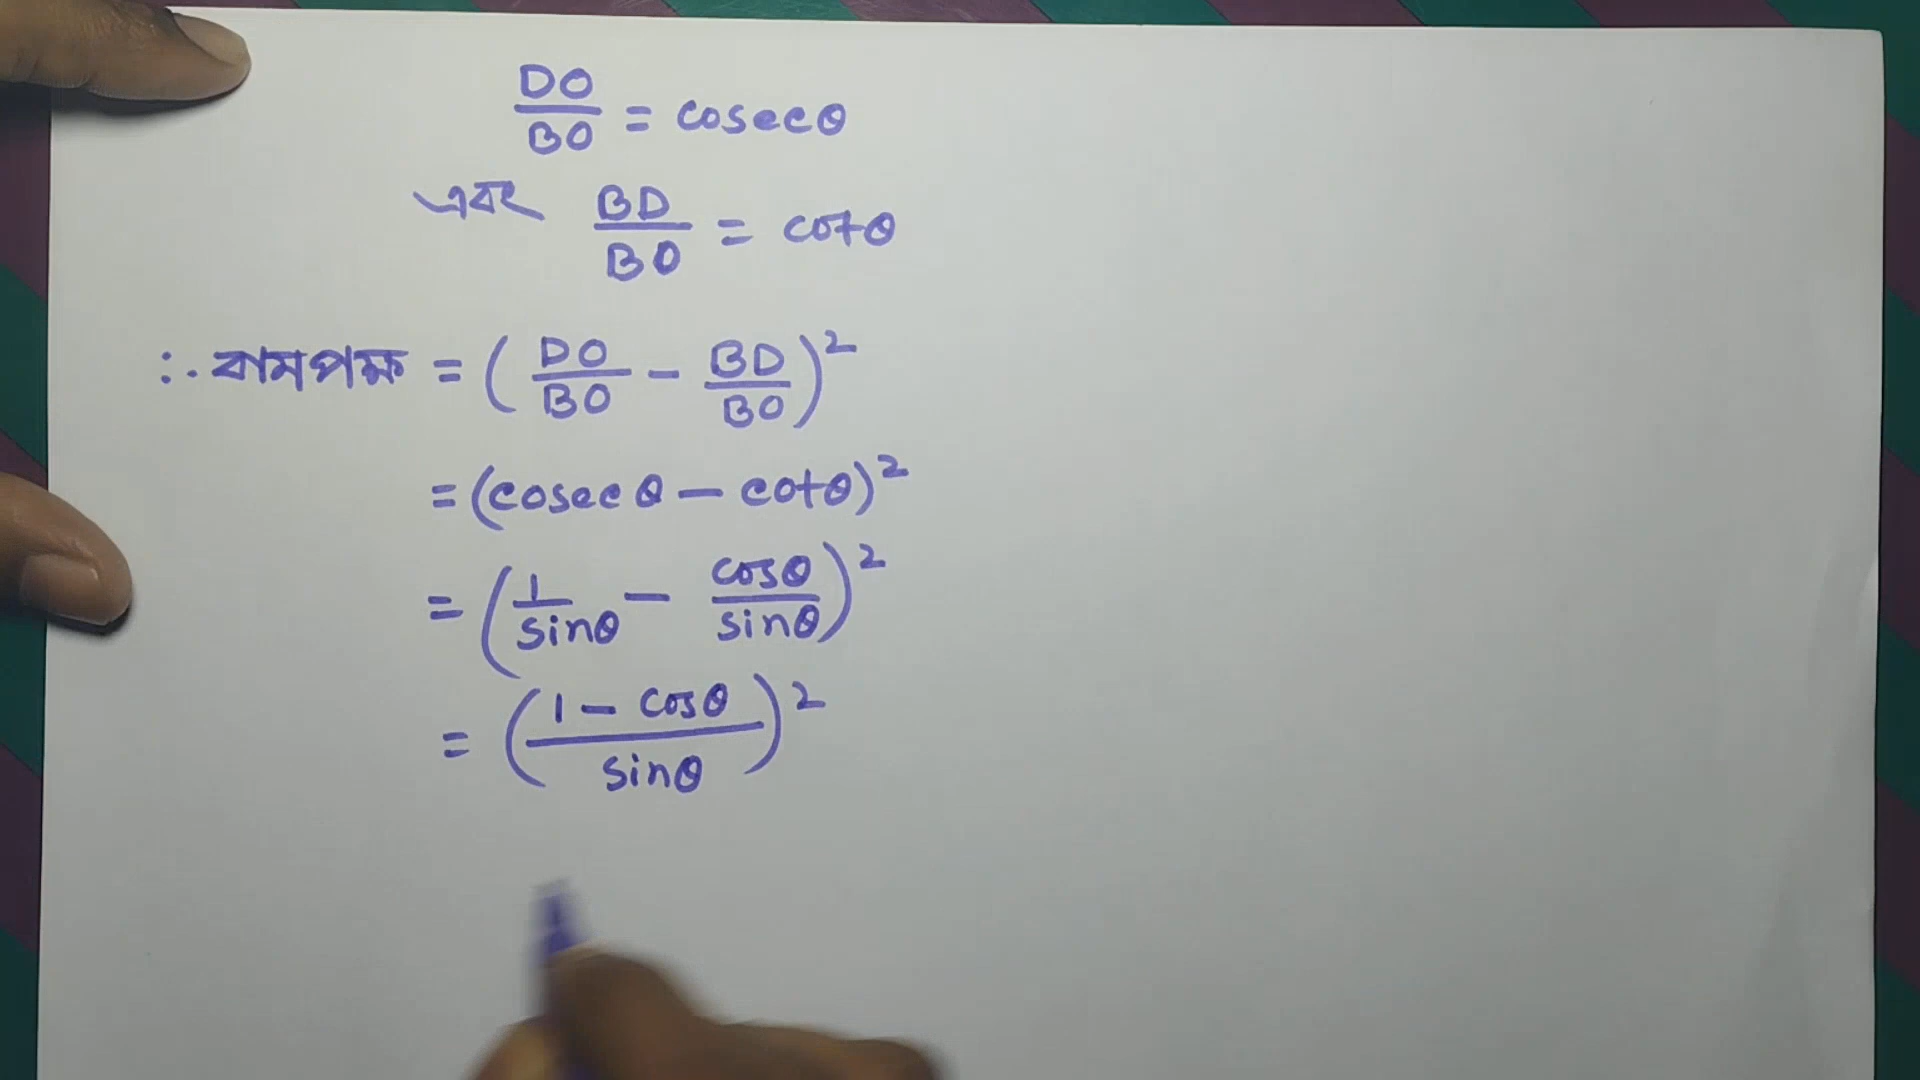 DO/BO = cosecθ
এবং BD/BO = cotθ
∴ বামপক্ষ = (DO/BO - BD/BO)²
= (cosec θ - cotθ)²
= (1/sinθ - cosθ/sinθ)²
= ((1 - cosθ)/sinθ)²